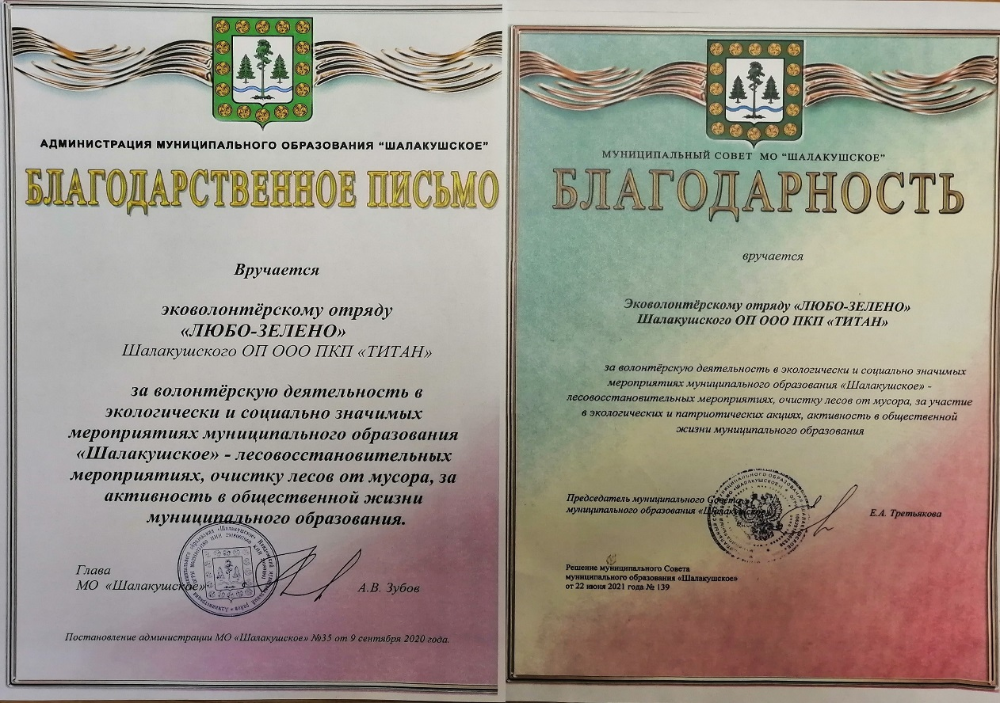 АДМИНИСТРАЦИЯ МУНИЦИПАЛЬНОГО ОБРАЗОВАНИЯ "ШАЛАКУШСКОЕ"
БЛАГОДАРСТВЕННОЕ ПИСЬМО
Вручается
эковолонтёрскому отряду
«ЛЮБО-ЗЕЛЕНО»
Шалакушского ОП ООО ПКП «ТИТАН»
за волонтёрскую деятельность в
экологически и социально значимых
мероприятиях муниципального образования
«Шалакушское» - лесовосстановительных
мероприятиях, очистку лесов от мусора, за
активность в общественной жизни
муниципального образования.
Глава
МО «Шалакушское»
А.В. Зубов
Постановление администрации МО «Шалакушское» №35 от 9 сентября 2020 года.
МУНИЦИПАЛЬНЫЙ СОВЕТ МО "ШАЛАКУШСКОЕ"
БЛАГОДАРНОСТЬ
вручается
Эковолонтёрскому отряду «ЛЮБО-ЗЕЛЕНО»
Шалакушского ОП ООО ПКП «ТИТАН»
за волонтёрскую деятельность в экологически и социально значимых
мероприятиях муниципального образования «Шалакушское» -
лесовосстановительных мероприятиях, очистку лесов от мусора, за участие
в экологических и патриотических акциях, активность в общественной
жизни муниципального образования
Председатель муниципального Совета
муниципального образования «Шалакушское»
Е.А. Третьякова
Решение муниципального Совета
муниципального образования «Шалакушское»
от 22 июня 2021 года № 139